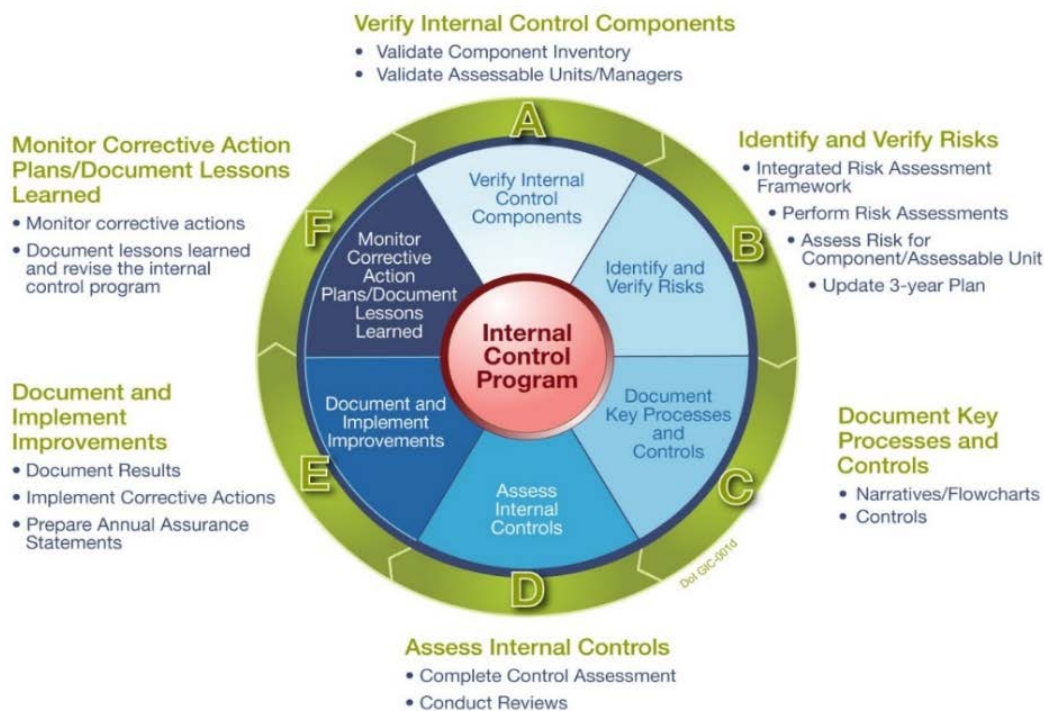 Verify Internal Control Components
• Validate Component Inventory
• Validate Assessable Units/Managers
Monitor Corrective Action
Plans/Document Lessons
Learned
• Monitor corrective actions
• Document lessons learned
and revise the internal
control program
Identify and Verify Risks
• Integrated Risk Assessment
Framework
• Perform Risk Assessments
• Assess Risk for
Component/Assessable Unit
• Update 3-year Plan
A
B
C
D
E
F
Verify Internal
Control
Components
Identify and
Verify Risks
Document
Key Processes
and
Controls
Assess
Internal
Controls
Document and
Implement
Improvements
Monitor
Corrective
Action
Plans/Document
Lessons
Learned
Internal
Control
Program
Document and
Implement
Improvements
• Document Results
• Implement Corrective Actions
• Prepare Annual Assurance
Statements
Document Key
Processes and
Controls
• Narratives/Flowcharts
• Controls
DoI GIC-001d
Assess Internal Controls
• Complete Control Assessment
• Conduct Reviews